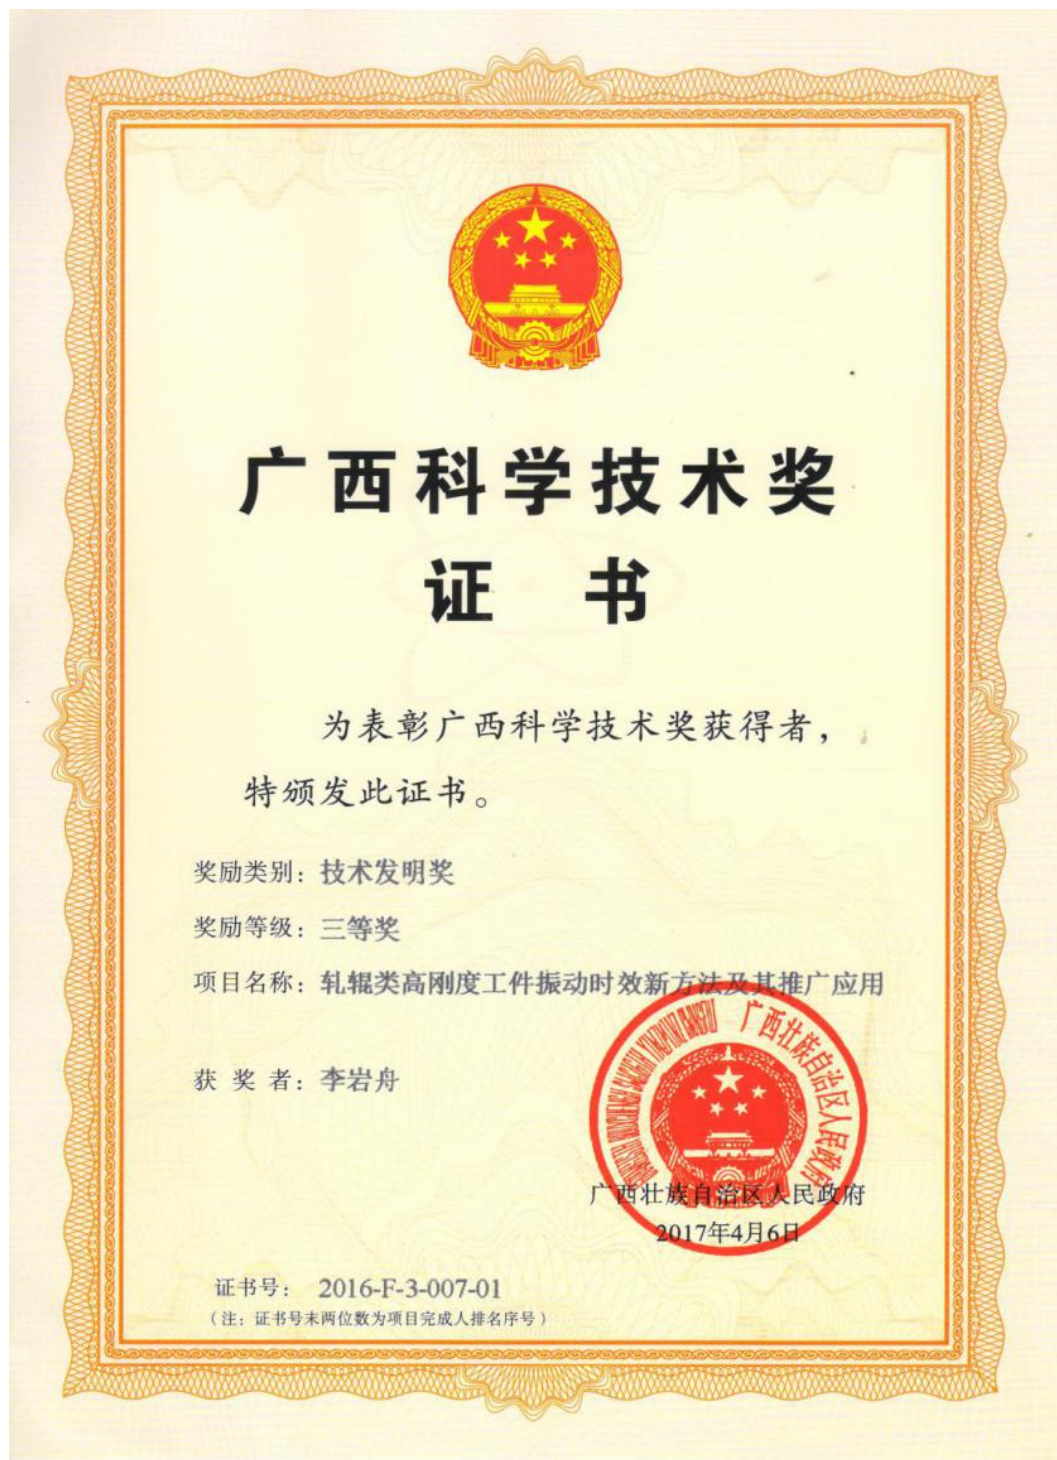 广西科学技术奖
证 书
为表彰广西科学技术奖获得者，
特颁发此证书。
奖励类别：技术发明奖
奖励等级：三等奖
项目名称：轧辊类高刚度工件振动时效新方法及其推广应用
获 奖 者：李岩舟
广西壮族自治区人民政府
广西壮族自治区人民政府
2017年4月6日
证书号： 2016-F-3-007-01
（注：证书号末两位数为项目完成人排名序号）